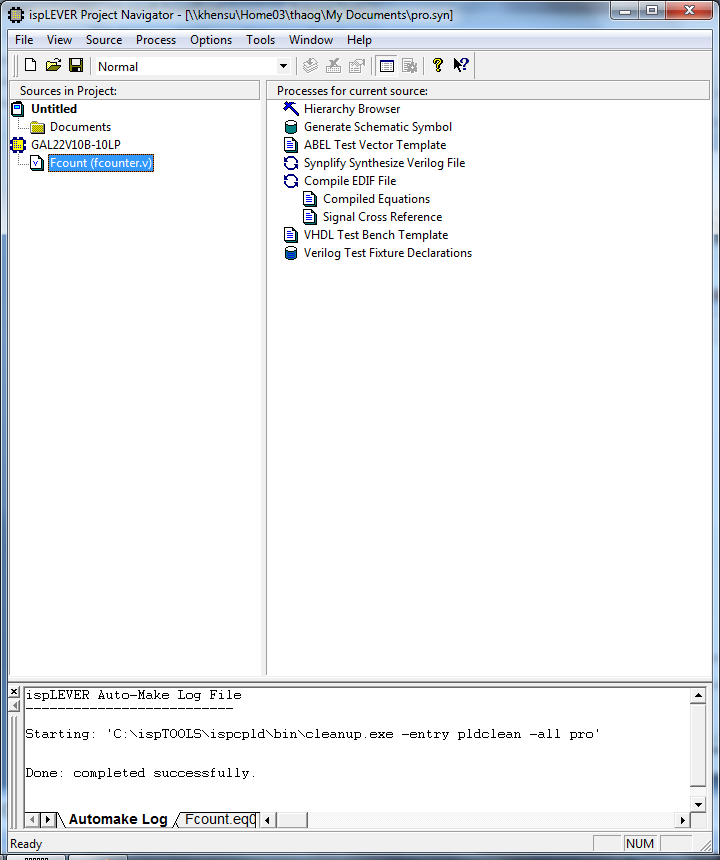 ispLEVER Project Navigator - [\\khensu\Home03\thaog\My Documents\pro.syn]
File View Source Process Options Tools Window Help
Normal
Sources in Project:
Untitled
Documents
GAL22V10B-10LP
Fcount (fcounter.v)
Processes for current source:
Hierarchy Browser
Generate Schematic Symbol
ABEL Test Vector Template
Synplify Synthesize Verilog File
Compile EDIF File
Compiled Equations
Signal Cross Reference
VHDL Test Bench Template
Verilog Test Fixture Declarations
ispLEVER Auto-Make Log File
---------------------------
Starting: 'C:\ispTOOLS\ispcpld\bin\cleanup.exe -entry pldclean -all pro'
Done: completed successfully.
Automake Log Fcount.eq0
Ready NUM